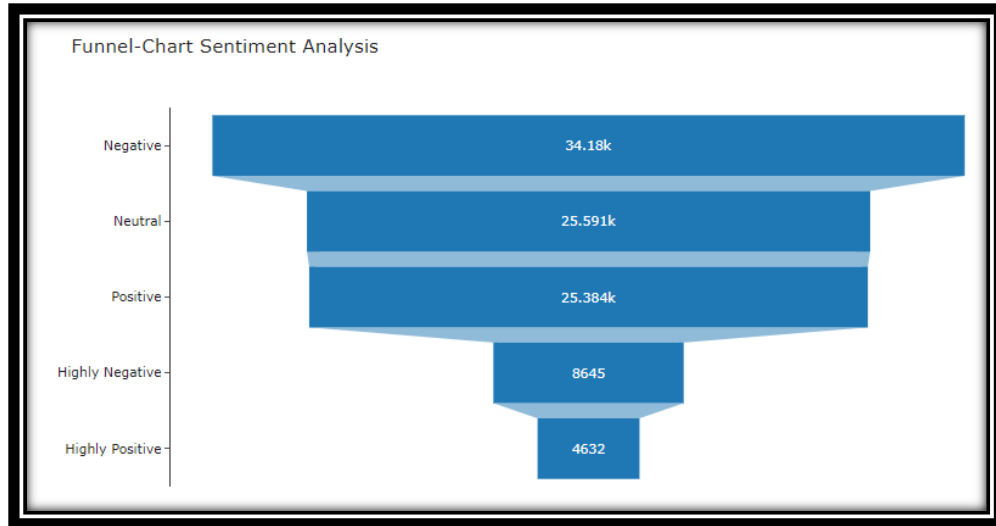 Funnel-Chart Sentiment Analysis
Negative 34.18k
Neutral 25.591k
Positive 25.384k
Highly Negative 8645
Highly Positive 4632